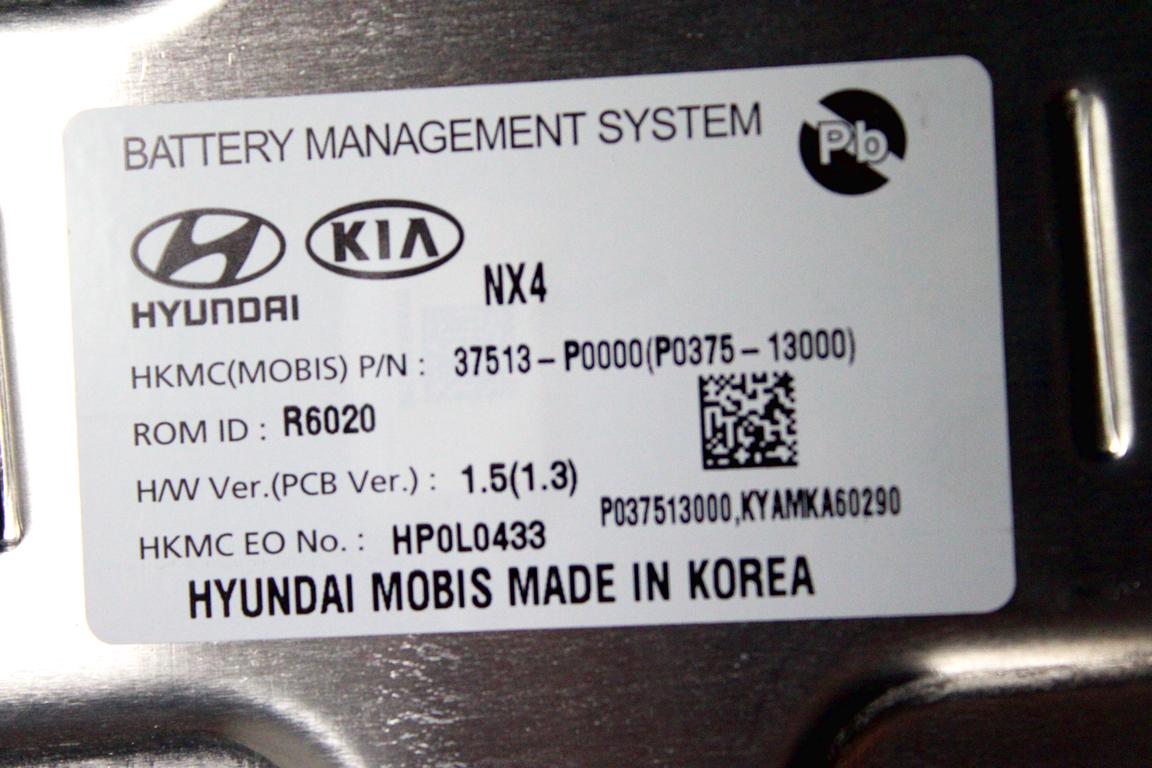 BATTERY MANAGEMENT SYSTEM
Pb
HYUNDAI
KIA
NX4
HKMC(MOBIS) P/N : 37513-P0000(P0375-13000)
ROM ID : R6020
H/W Ver.(PCB Ver.) : 1.5(1.3)
P037513000,KYAMKA60290
HKMC EO No. : HP0L0433
HYUNDAI MOBIS MADE IN KOREA